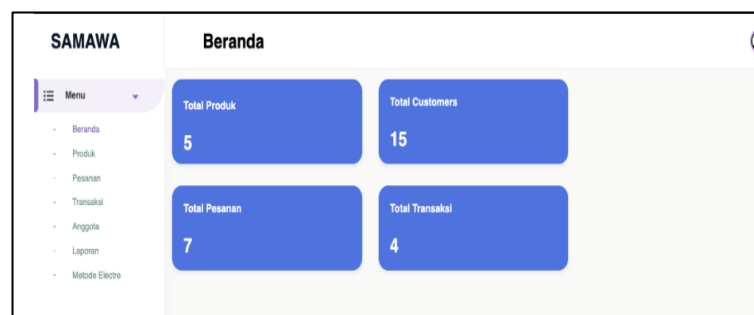 SAMAWA
Beranda
Menu
- Beranda
- Produk
- Pesanan
- Transaksi
- Anggota
- Laporan
- Metode Electre
Total Produk
5
Total Customers
15
Total Pesanan
7
Total Transaksi
4